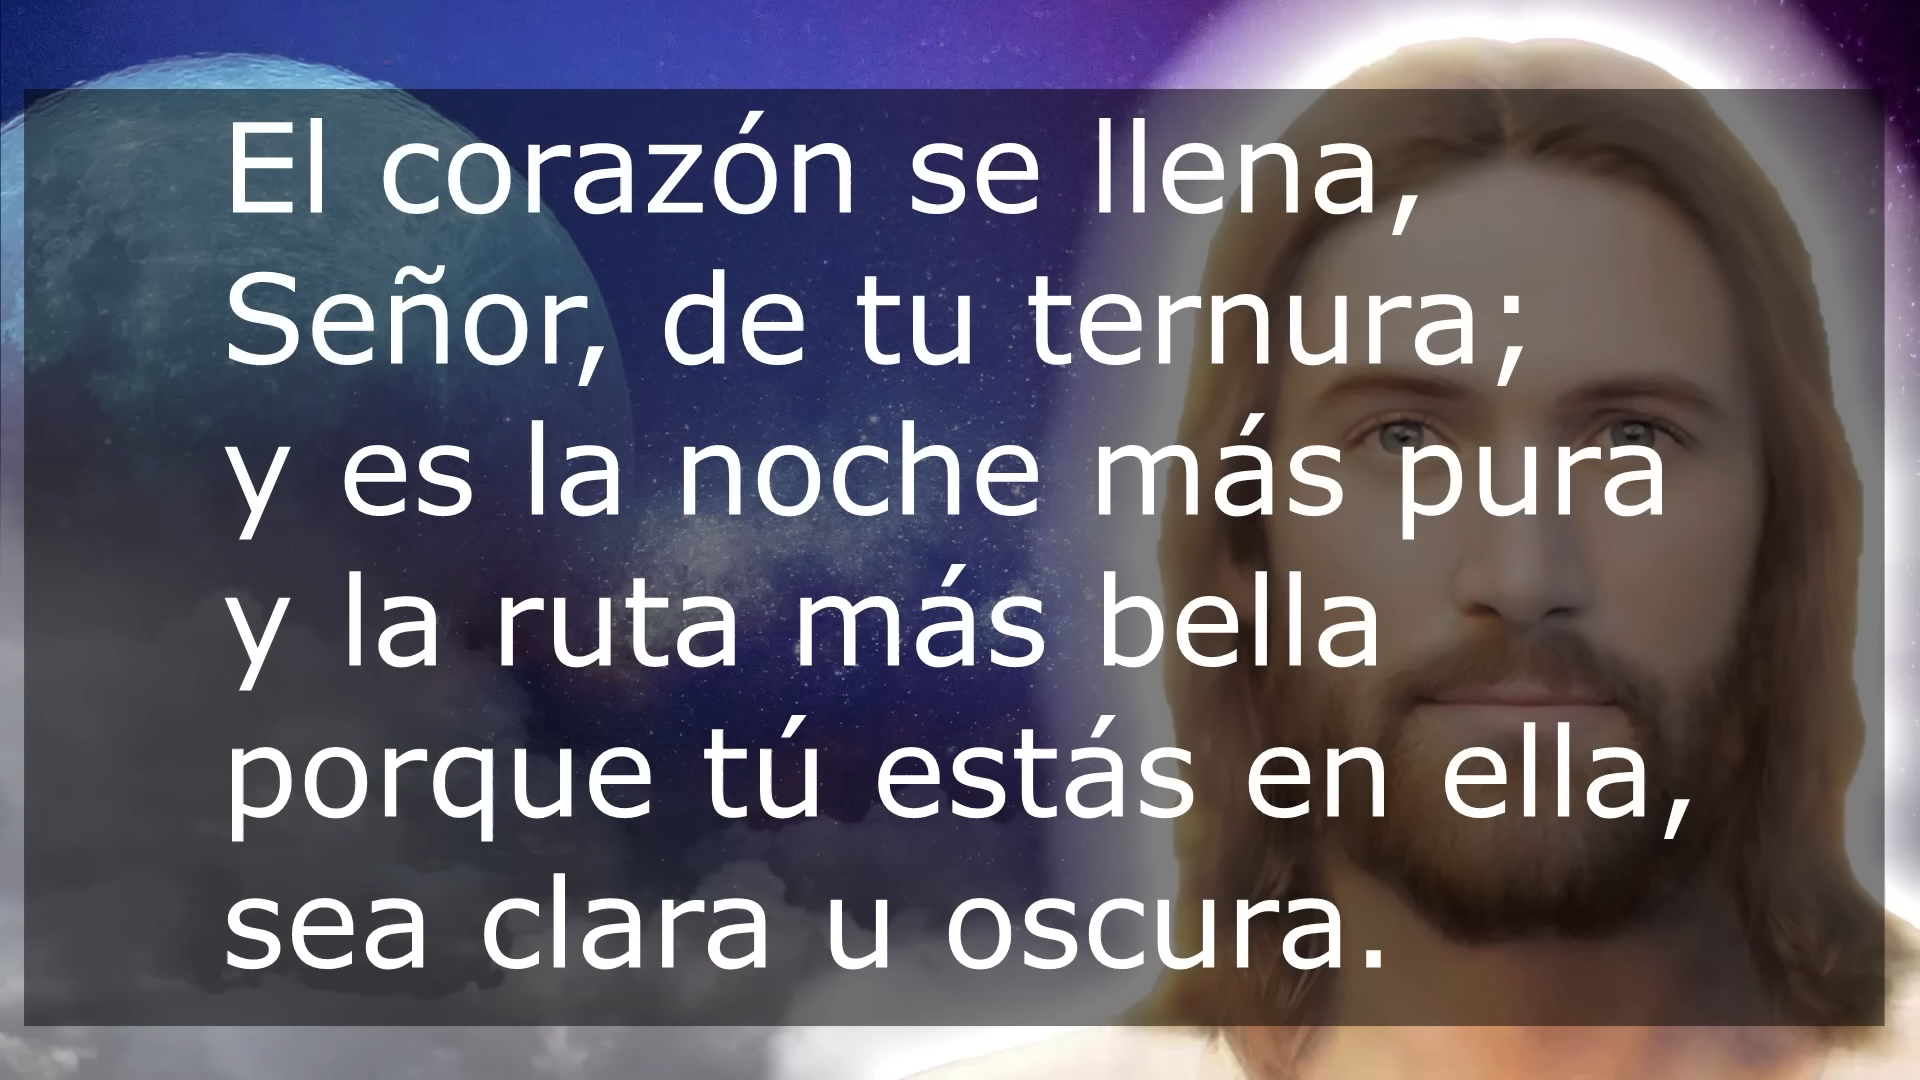 El corazón se llena,
Señor, de tu ternura;
y es la noche más pura
y la ruta más bella
porque tú estás en ella,
sea clara u oscura.